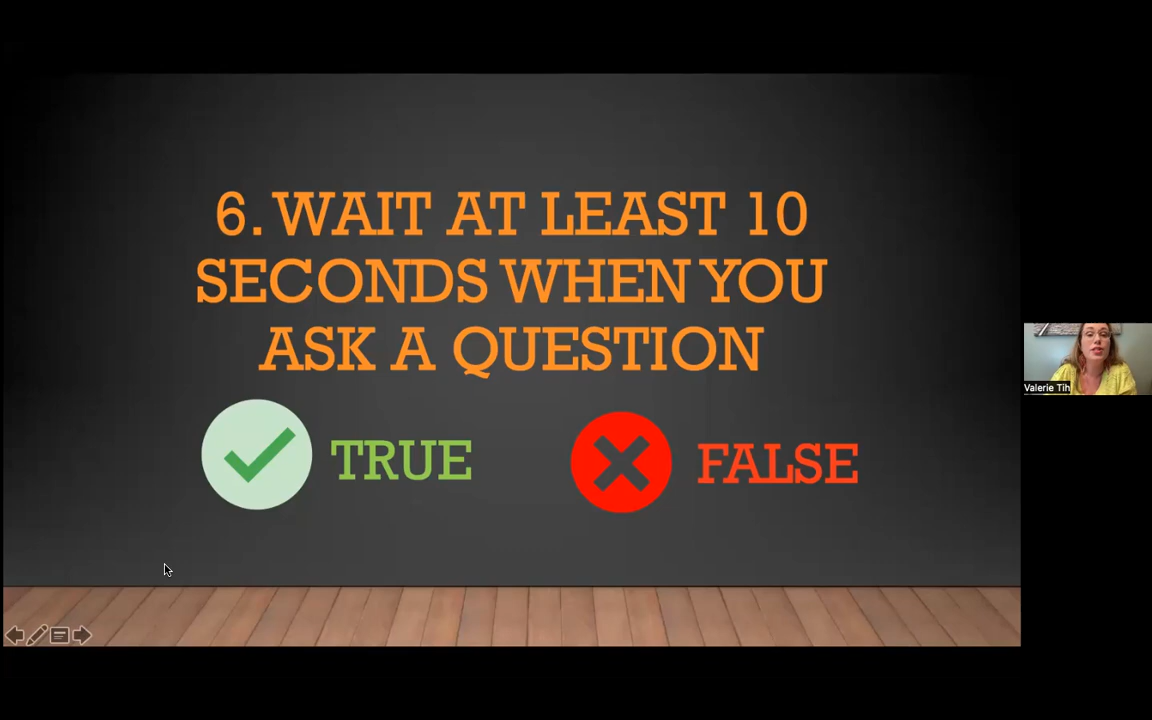 6. WAIT AT LEAST 10
SECONDS WHEN YOU
ASK A QUESTION
TRUE
FALSE
Valerie Tih